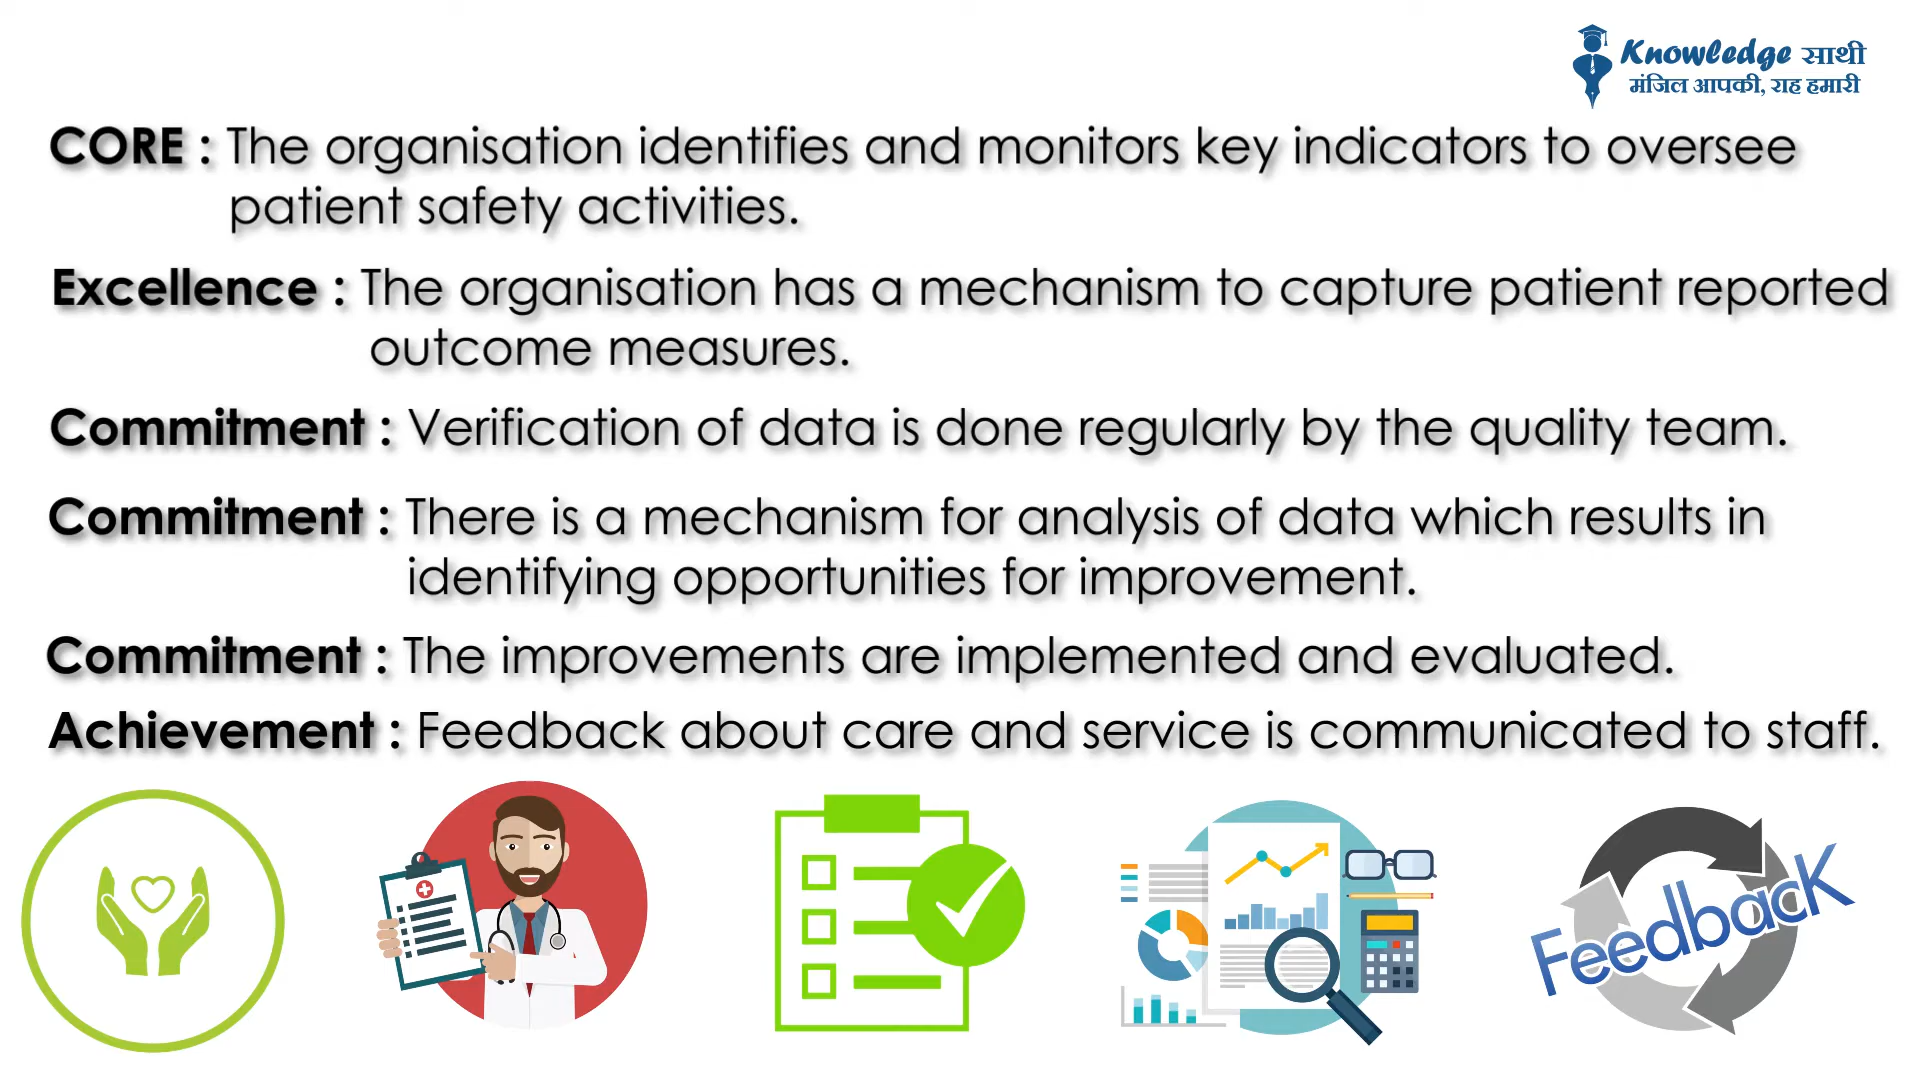 Knowledge साथी
मंजिल आपकी, राह हमारी
CORE : The organisation identifies and monitors key indicators to oversee
patient safety activities.
Excellence : The organisation has a mechanism to capture patient reported
outcome measures.
Commitment : Verification of data is done regularly by the quality team.
Commitment : There is a mechanism for analysis of data which results in
identifying opportunities for improvement.
Commitment : The improvements are implemented and evaluated.
Achievement : Feedback about care and service is communicated to staff.
FeedbacK